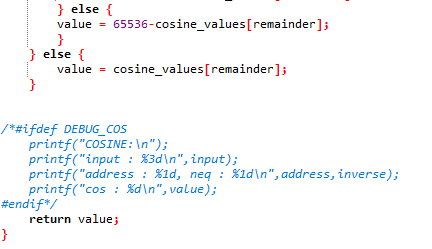 } else {
value = 65536-cosine_values[remainder];
}
} else {
value = cosine_values[remainder];
}
/*#ifdef DEBUG_COS
printf("COSINE:\n");
printf("input : %3d\n",input);
printf("address : %1d, neq : %1d\n",address,inverse);
printf("cos : %d\n",value);
#endif*/
return value;
}